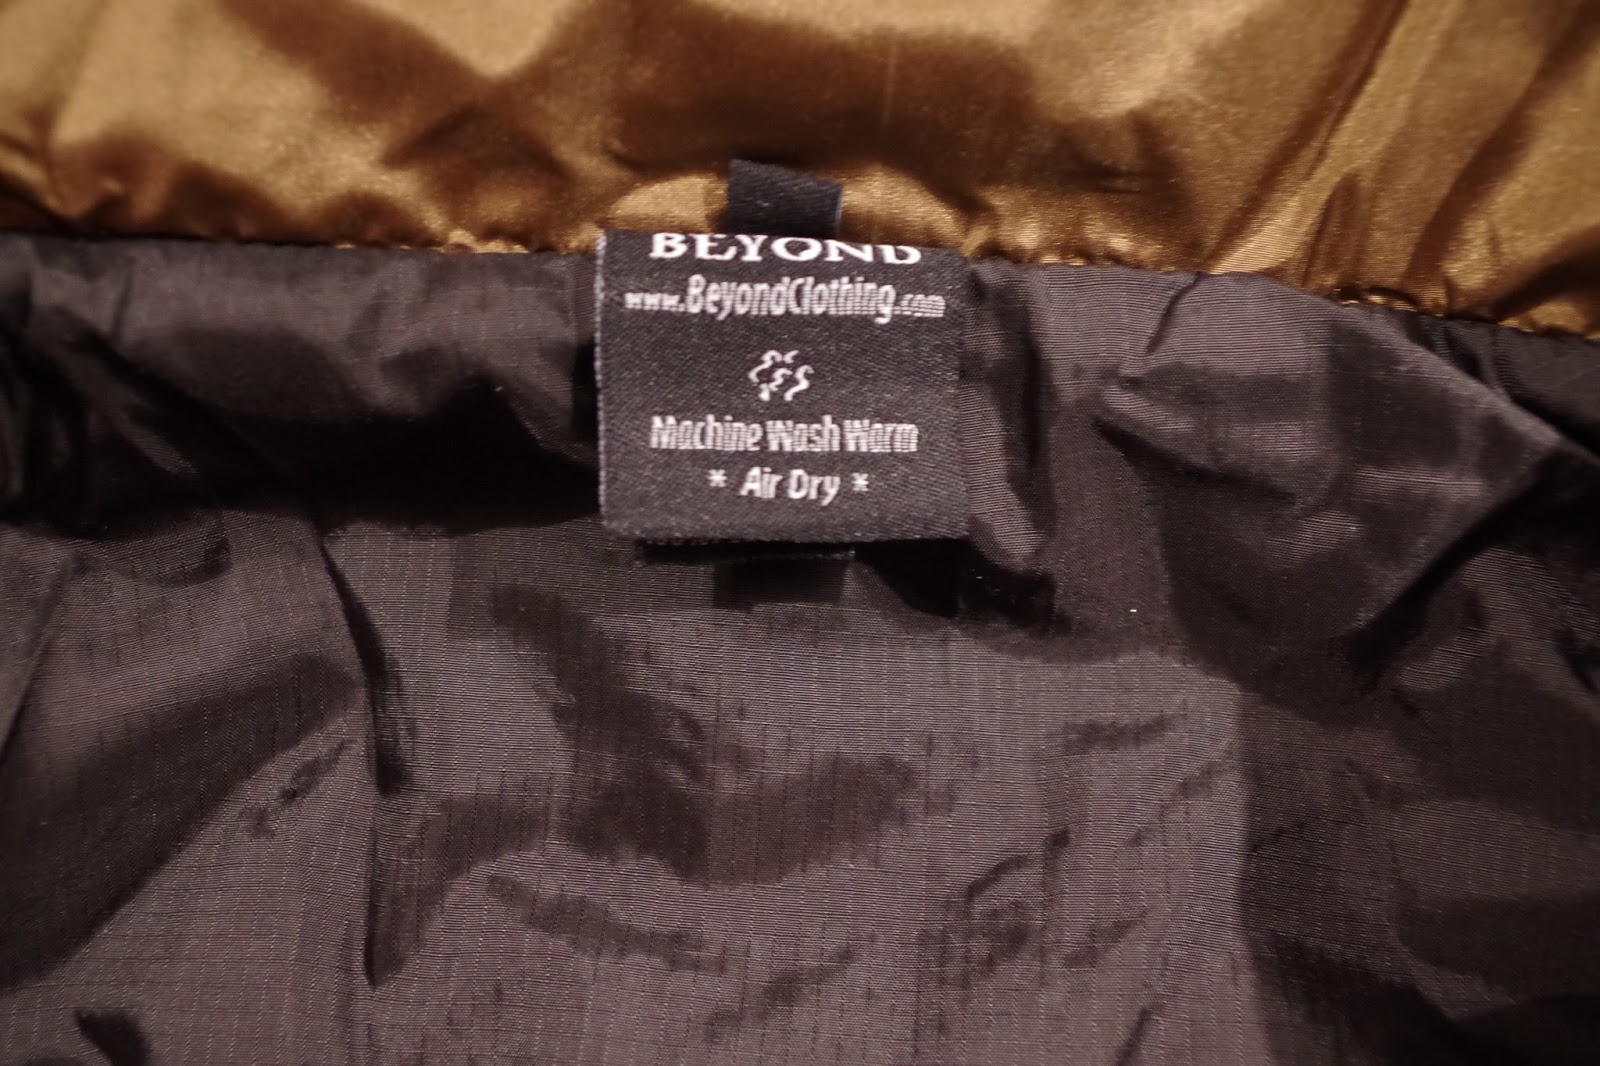 BEYOND
www.BeyondClothing.com
Machine Wash Warm
* Air Dry *